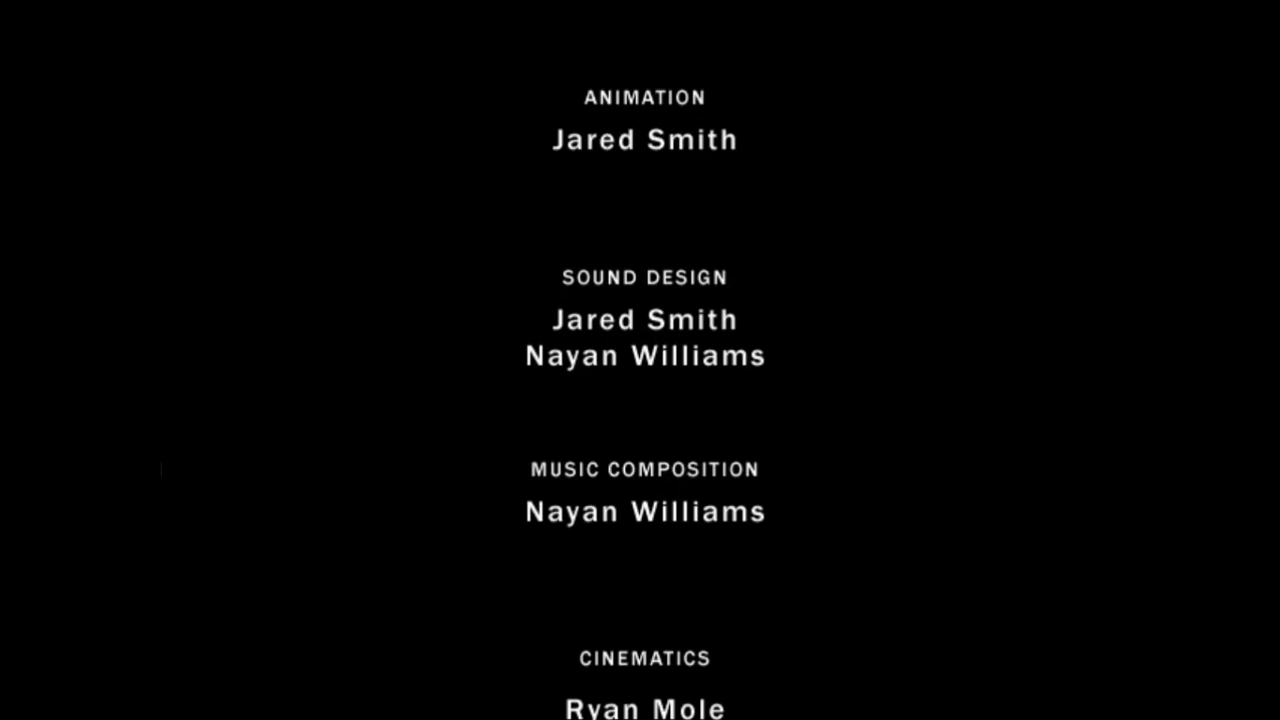 ANIMATION
Jared Smith
SOUND DESIGN
Jared Smith
Nayan Williams
MUSIC COMPOSITION
Nayan Williams
CINEMATICS
Ryan Mole